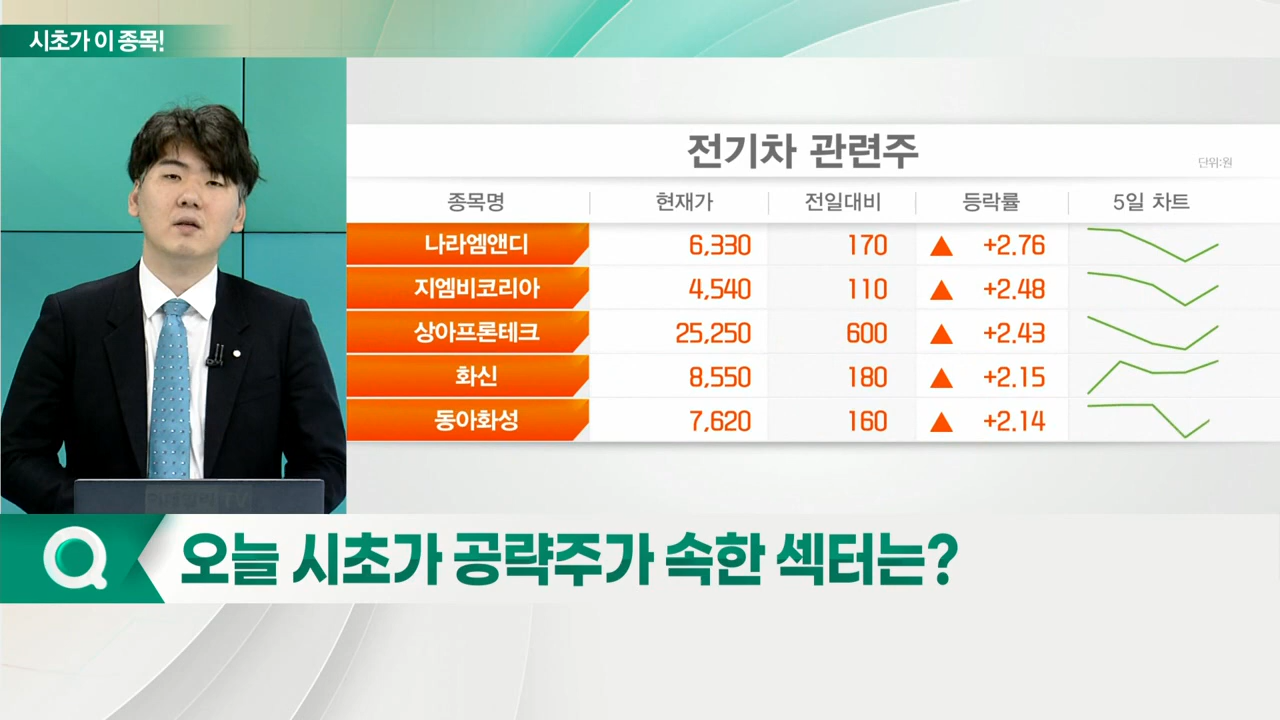 시초가 이 종목!
전기차 관련주
단위:원
종목명 현재가 전일대비 등락률 5일 차트
나라엠앤디 6,330 170 ▲ +2.76
지엠비코리아 4,540 110 ▲ +2.48
상아프론테크 25,250 600 ▲ +2.43
화신 8,550 180 ▲ +2.15
동아화성 7,620 160 ▲ +2.14
Q 오늘 시초가 공략주가 속한 섹터는?